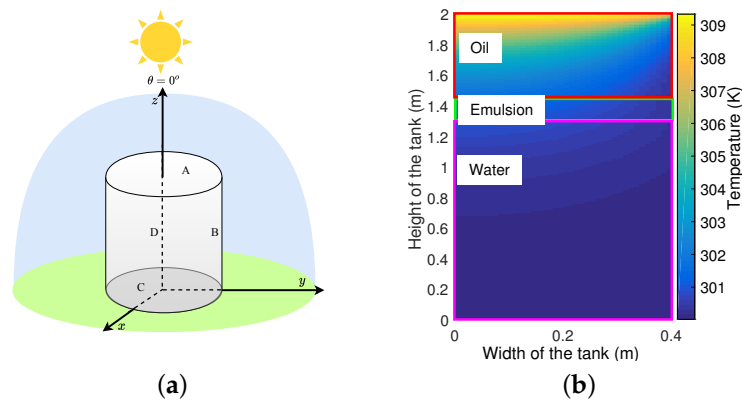 θ = 0°
z
A
D
B
C
y
x
(a)
2
1.8
1.6
1.4
1.2
1
0.8
0.6
0.4
0.2
0
Height of the tank (m)
Oil
Emulsion
Water
0
0.2
0.4
Width of the tank (m)
309
308
307
306
305
304
303
302
301
Temperature (K)
(b)